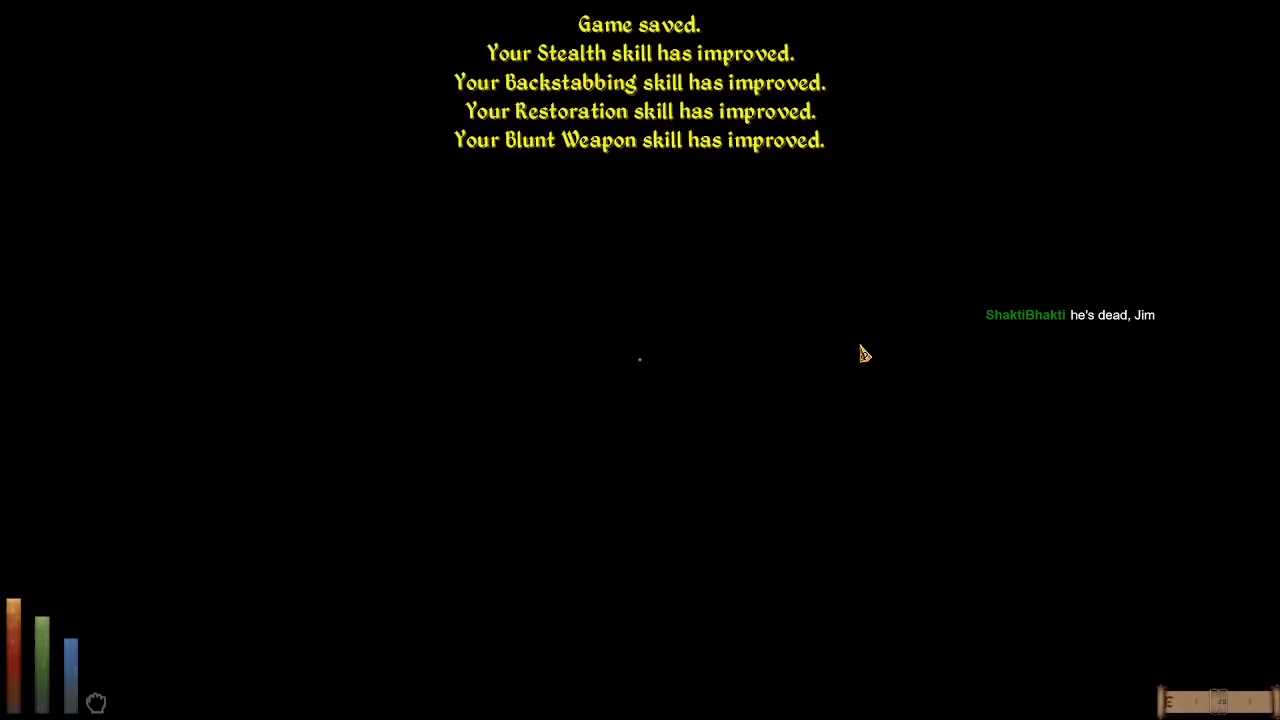 Game saved.
Your Stealth skill has improved.
Your Backstabbing skill has improved.
Your Restoration skill has improved.
Your Blunt Weapon skill has improved.
ShaktiBhakti he's dead, Jim
E